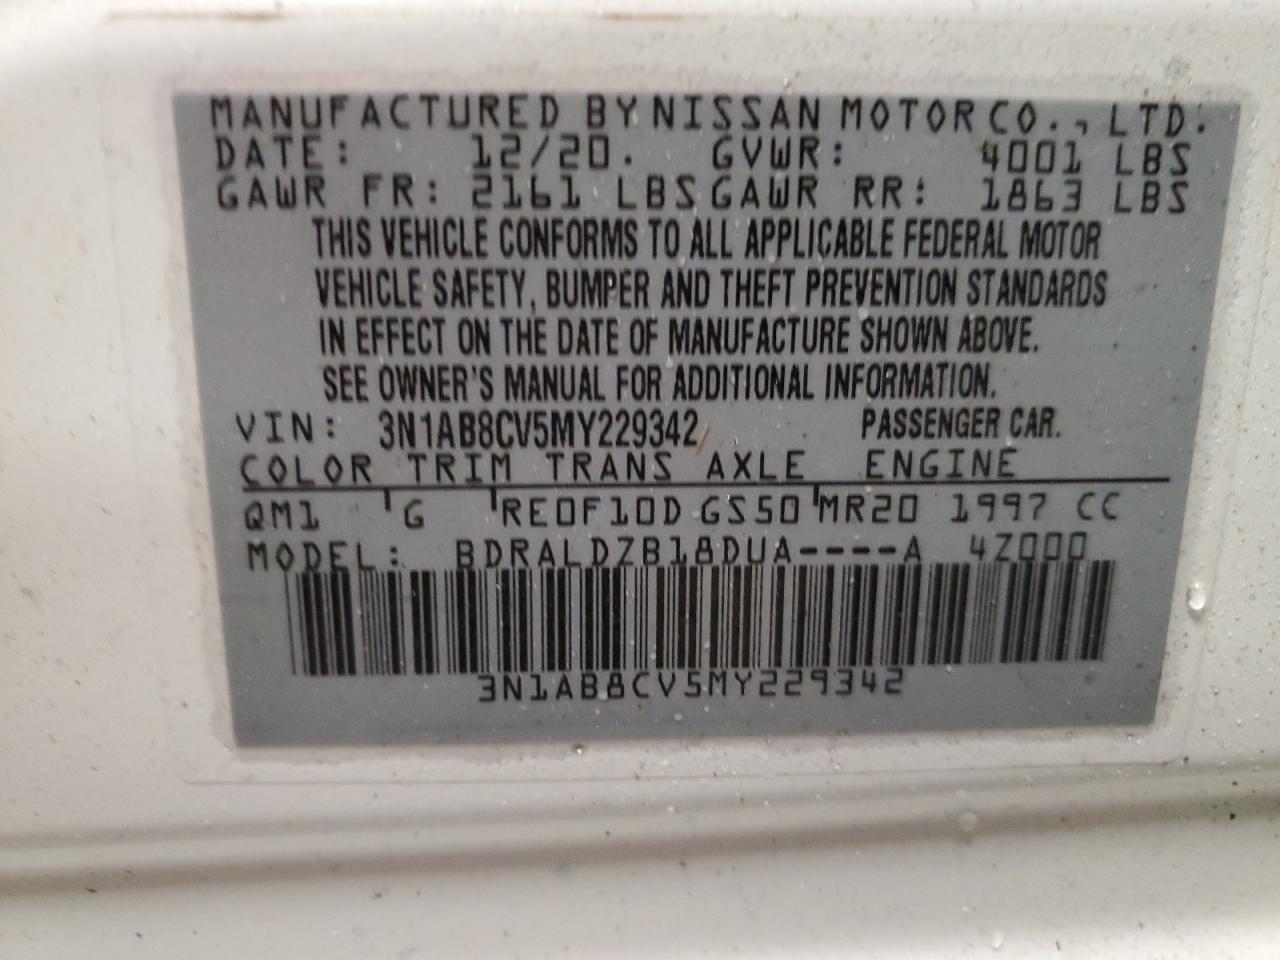 MANUFACTURED BY NISSAN MOTOR CO., LTD.
DATE: 12/20. GVWR: 4001 LBS
GAWR FR: 2161 LBS GAWR RR: 1863 LBS
THIS VEHICLE CONFORMS TO ALL APPLICABLE FEDERAL MOTOR
VEHICLE SAFETY, BUMPER AND THEFT PREVENTION STANDARDS
IN EFFECT ON THE DATE OF MANUFACTURE SHOWN ABOVE.
SEE OWNER'S MANUAL FOR ADDITIONAL INFORMATION.
VIN: 3N1AB8CV5MY229342 PASSENGER CAR.
COLOR TRIM TRANS AXLE ENGINE
QM1 G RE0F10D GS50 MR20 1997 CC
MODEL: BDRALDZB18DUA----A 4Z000
3N1AB8CV5MY229342